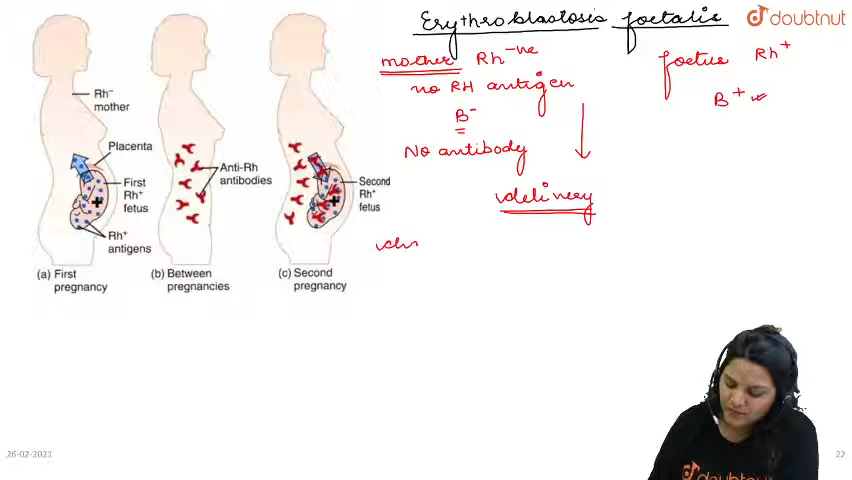 Erythroblastosis foetalis
doubtnut
mother Rh-ve
foetus Rh+
no RH antigen
B+
B-
No antibody
delivery
Rh-
mother
Placenta
First
Rh+
fetus
Rh+
antigens
Anti-Rh
antibodies
Second
Rh+
fetus
(a) First
pregnancy
(b) Between
pregnancies
(c) Second
pregnancy
26-02-2021
22
doubtnut